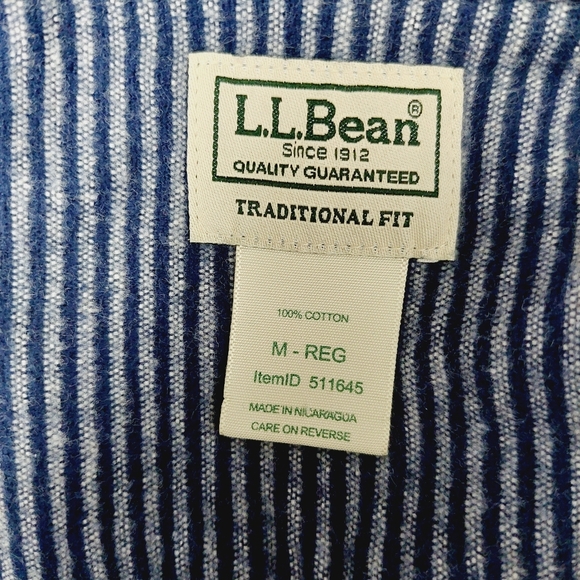 L.L.Bean®
Since 1912
QUALITY GUARANTEED
TRADITIONAL FIT
100% COTTON
M - REG
ItemID 511645
MADE IN NICARAGUA
CARE ON REVERSE